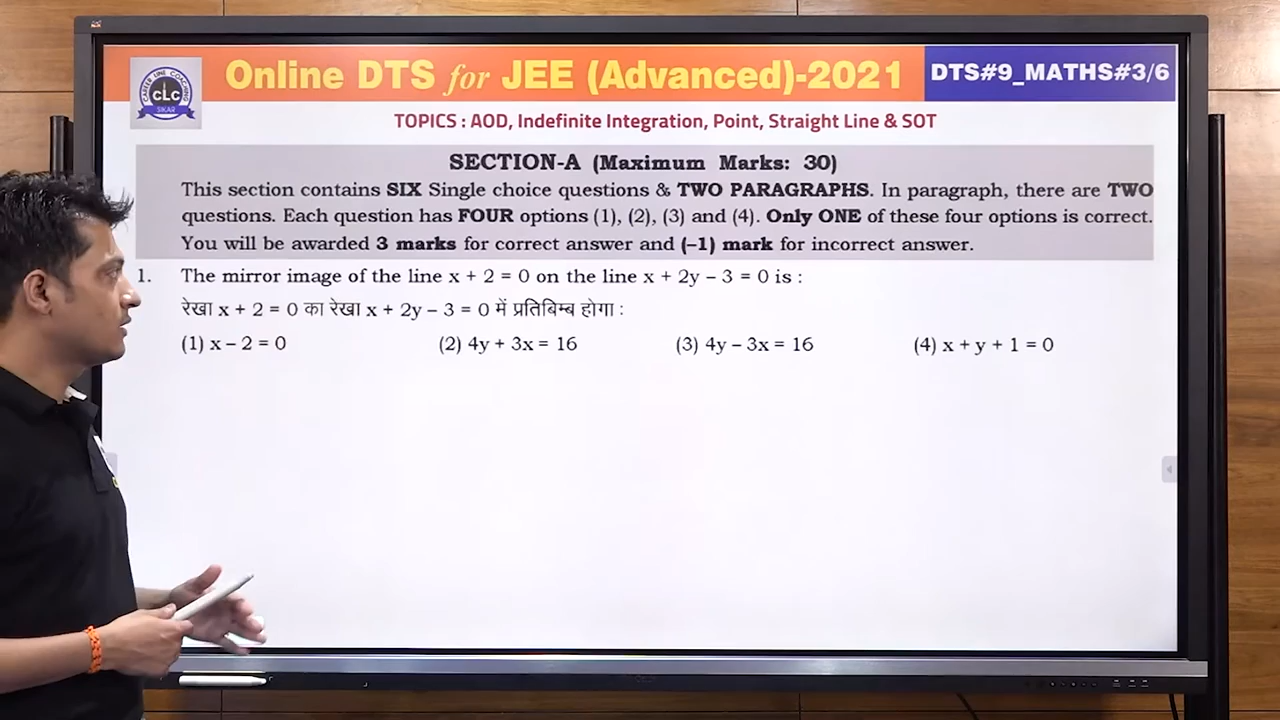 CAREER LINE COACHING
CLC
SIKAR
Online DTS for JEE (Advanced)-2021
DTS#9_MATHS#3/6
TOPICS : AOD, Indefinite Integration, Point, Straight Line & SOT
SECTION-A (Maximum Marks: 30)
This section contains SIX Single choice questions & TWO PARAGRAPHS. In paragraph, there are TWO
questions. Each question has FOUR options (1), (2), (3) and (4). Only ONE of these four options is correct.
You will be awarded 3 marks for correct answer and (–1) mark for incorrect answer.
1. The mirror image of the line x + 2 = 0 on the line x + 2y – 3 = 0 is :
रेखा x + 2 = 0 का रेखा x + 2y – 3 = 0 में प्रतिबिम्ब होगा :
(1) x – 2 = 0 (2) 4y + 3x = 16 (3) 4y – 3x = 16 (4) x + y + 1 = 0